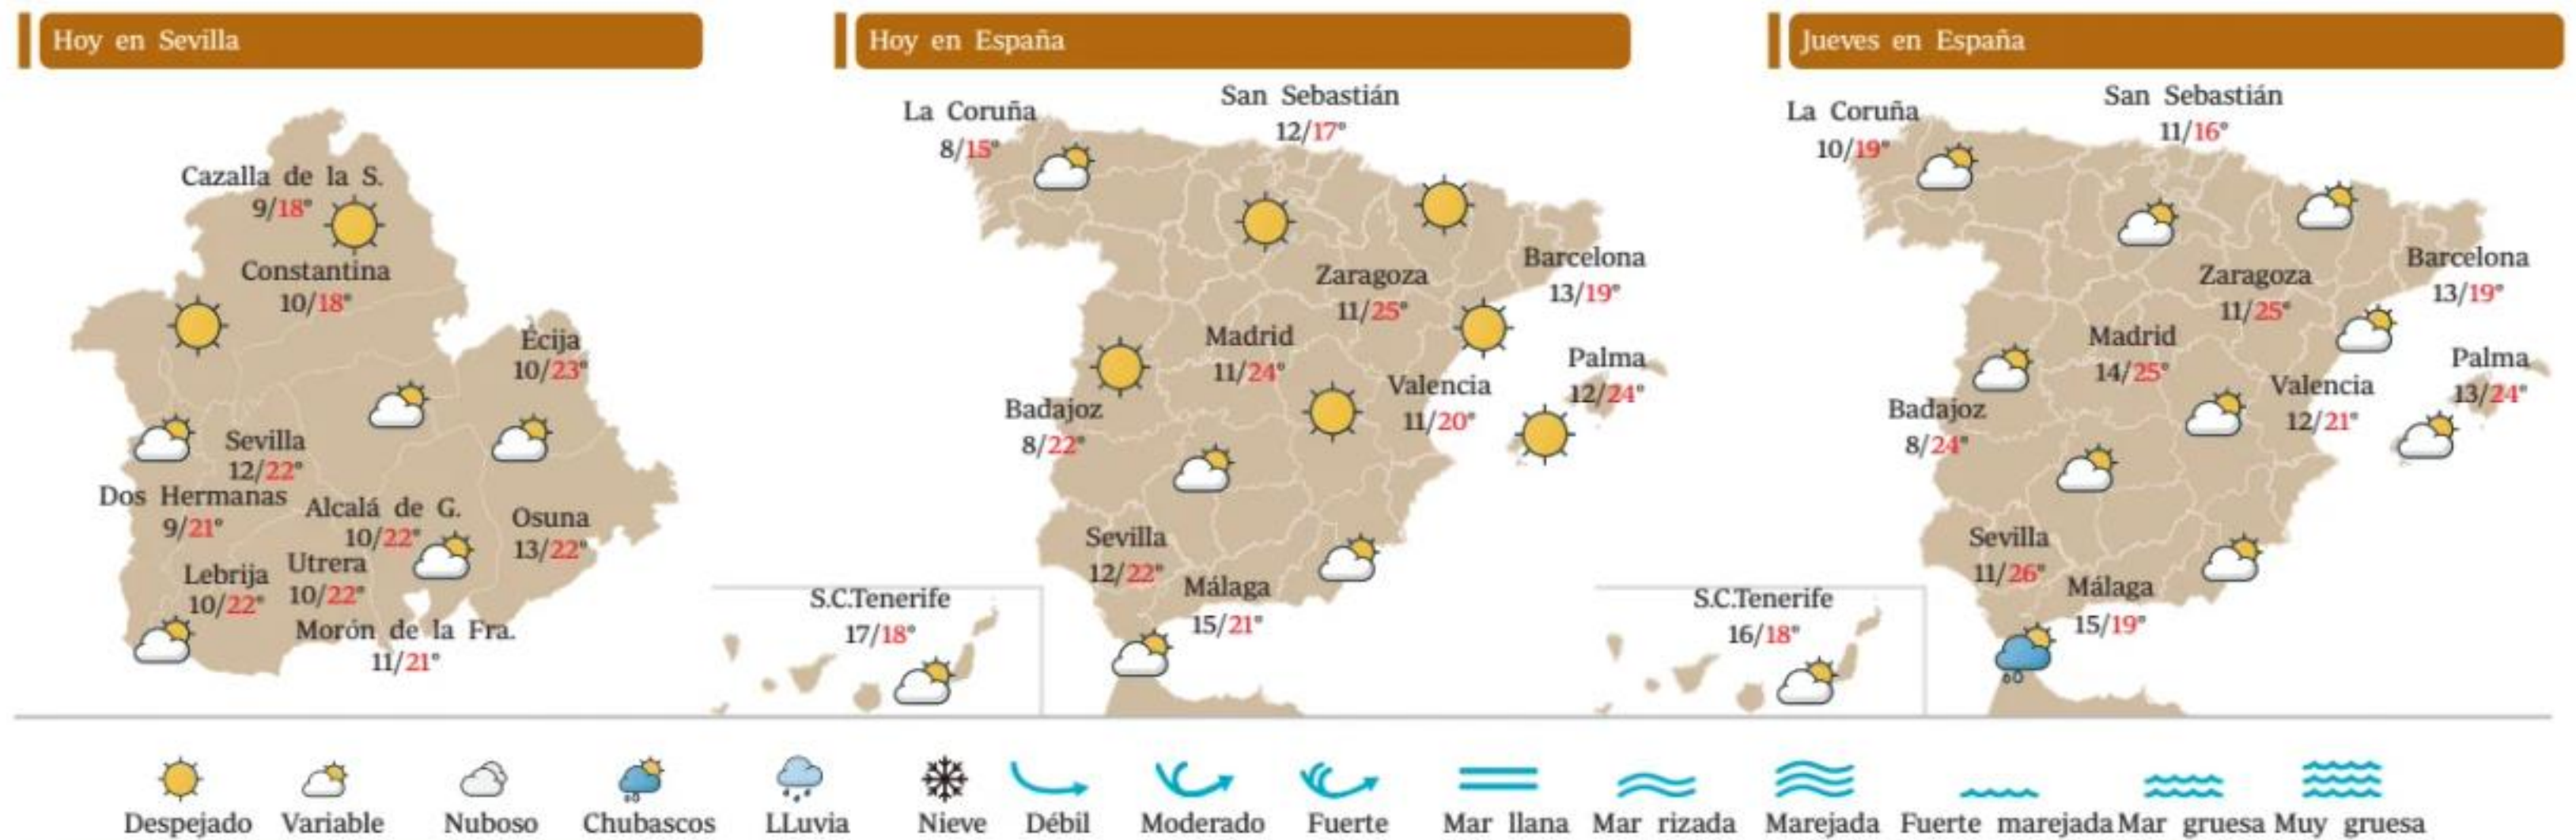 Hoy en Sevilla
Cazalla de la S.
9/18°
Constantina
10/18°
Écija
10/23°
Sevilla
12/22°
Dos Hermanas
9/21°
Alcalá de G.
10/22°
Osuna
13/22°
Utrera
10/22°
Lebrija
10/22°
Morón de la Fra.
11/21°
Hoy en España
La Coruña
8/15°
San Sebastián
12/17°
Barcelona
13/19°
Zaragoza
11/25°
Madrid
11/24°
Palma
12/24°
Valencia
11/20°
Badajoz
8/22°
Sevilla
12/22°
Málaga
15/21°
S.C.Tenerife
17/18°
Jueves en España
La Coruña
10/19°
San Sebastián
11/16°
Barcelona
13/19°
Zaragoza
11/25°
Madrid
14/25°
Palma
13/24°
Valencia
12/21°
Badajoz
8/24°
Sevilla
11/26°
Málaga
15/19°
S.C.Tenerife
16/18°
Despejado Variable Nuboso Chubascos LLuvia Nieve Débil Moderado Fuerte Mar llana Mar rizada Marejada Fuerte marejada Mar gruesa Muy gruesa